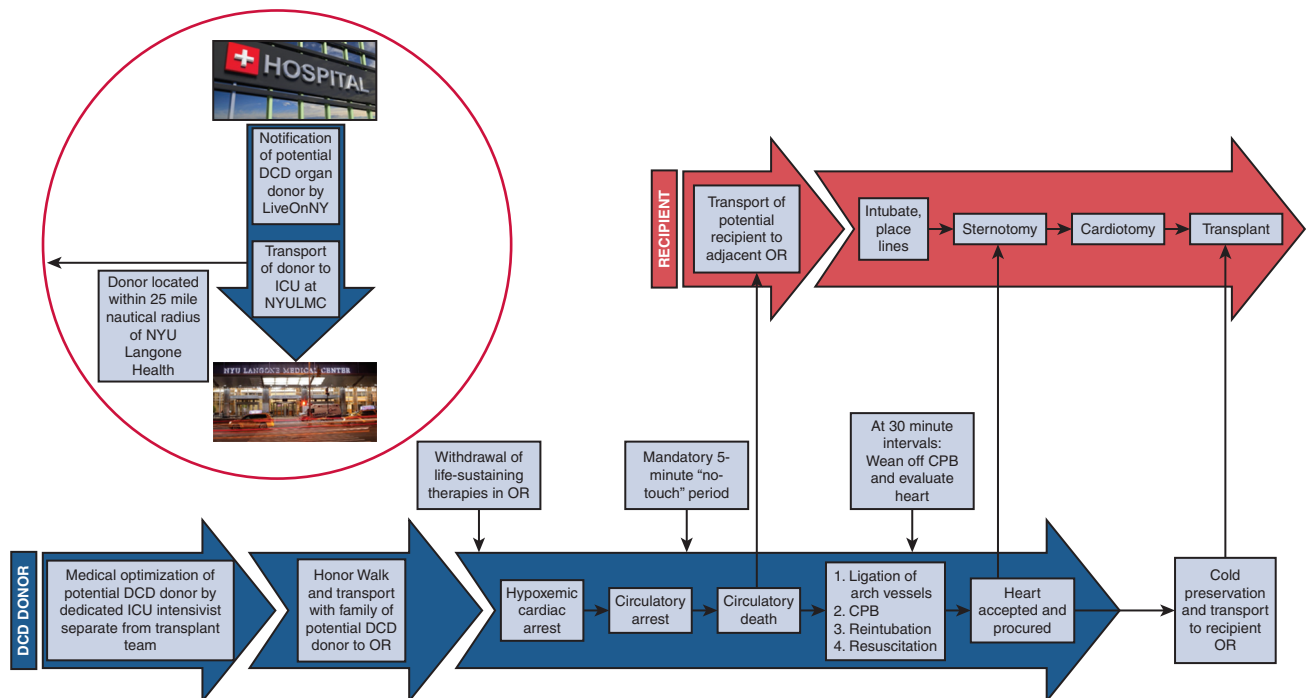 HOSPITAL
Notification
of potential
DCD organ
donor by
LiveOnNY
Transport
of donor to
ICU at
NYULMC
Donor located
within 25 mile
nautical radius
of NYU
Langone
Health
NYU LANGONE MEDICAL CENTER
RECIPIENT
Transport of
potential
recipient to
adjacent OR
Intubate,
place
lines
Sternotomy
Cardiotomy
Transplant
Withdrawal of
life-sustaining
therapies in OR
Mandatory 5-
minute “no-
touch” period
At 30 minute
intervals:
Wean off CPB
and evaluate
heart
DCD DONOR
Medical optimization of
potential DCD donor by
dedicated ICU intensivist
separate from transplant
team
Honor Walk
and transport
with family of
potential DCD
donor to OR
Hypoxemic
cardiac
arrest
Circulatory
arrest
Circulatory
death
1. Ligation of
arch vessels
2. CPB
3. Reintubation
4. Resuscitation
Heart
accepted and
procured
Cold
preservation
and transport
to recipient
OR